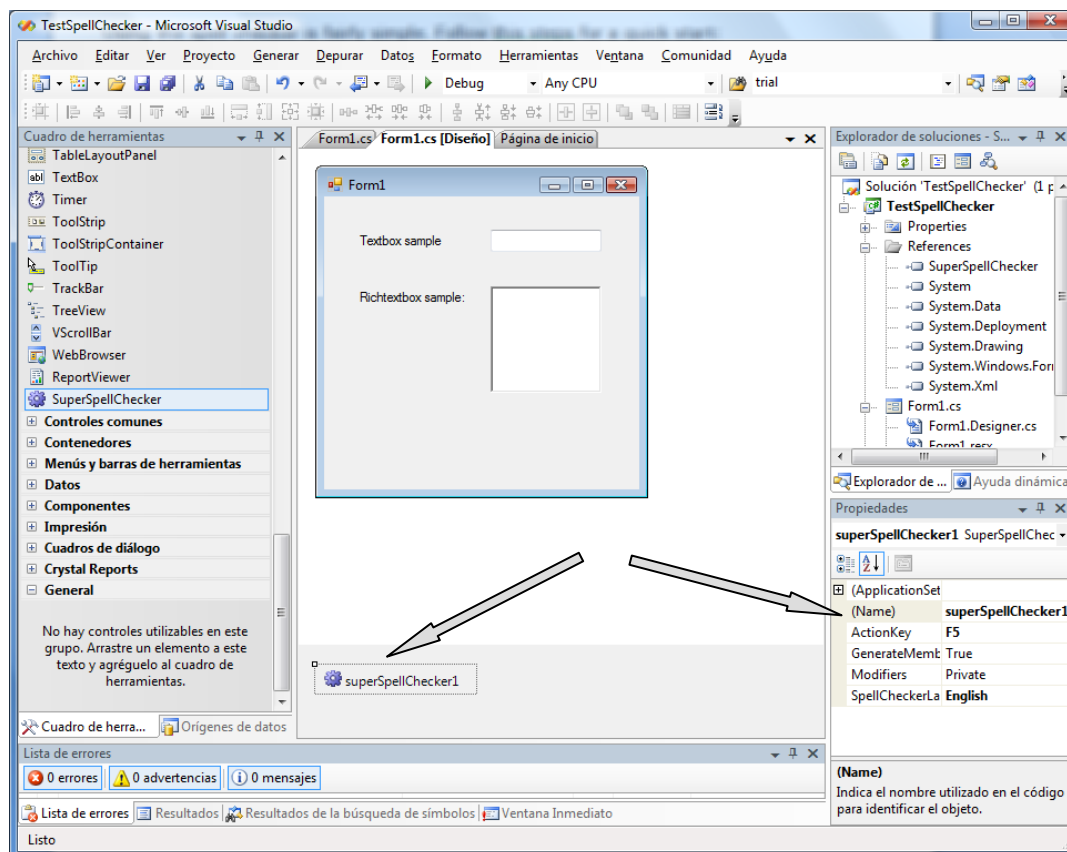 TestSpellChecker - Microsoft Visual Studio
Archivo Editar Ver Proyecto Generar Depurar Datos Formato Herramientas Ventana Comunidad Ayuda
Debug Any CPU trial
Cuadro de herramientas
TableLayoutPanel
TextBox
Timer
ToolStrip
ToolStripContainer
ToolTip
TrackBar
TreeView
VScrollBar
WebBrowser
ReportViewer
SuperSpellChecker
Controles comunes
Contenedores
Menús y barras de herramientas
Datos
Componentes
Impresión
Cuadros de diálogo
Crystal Reports
General
No hay controles utilizables en este
grupo. Arrastre un elemento a este
texto y agréguelo al cuadro de
herramientas.
Cuadro de herra... Orígenes de datos
Form1.cs Form1.cs [Diseño] Página de inicio
Form1
Textbox sample
Richtextbox sample:
superSpellChecker1
Explorador de soluciones - S...
Solución 'TestSpellChecker' (1 p
TestSpellChecker
Properties
References
SuperSpellChecker
System
System.Data
System.Deployment
System.Drawing
System.Windows.For
System.Xml
Form1.cs
Form1.Designer.cs
Form1.resx
Explorador de ... Ayuda dinámica
Propiedades
superSpellChecker1 SuperSpellChec
(ApplicationSet
(Name) superSpellChecker1
ActionKey F5
GenerateMemb True
Modifiers Private
SpellCheckerLa English
(Name)
Indica el nombre utilizado en el código
para identificar el objeto.
Lista de errores
0 errores 0 advertencias 0 mensajes
Lista de errores Resultados Resultados de la búsqueda de símbolos Ventana Inmediato
Listo